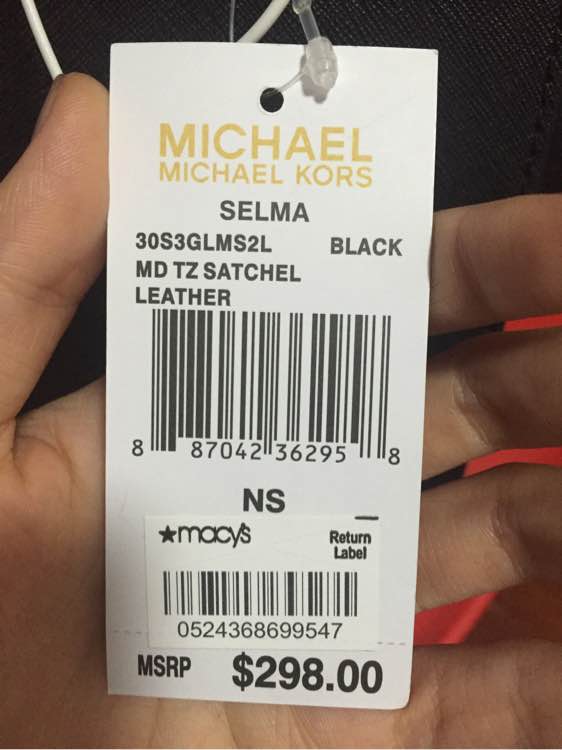 MICHAEL
MICHAEL KORS
SELMA
30S3GLMS2L BLACK
MD TZ SATCHEL
LEATHER
8 87042 36295 8
NS
★macy's Return
Label
0524368699547
MSRP $298.00